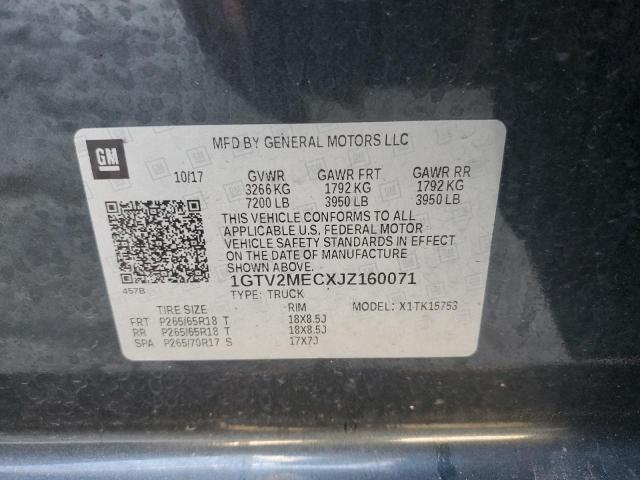 GM
MFD BY GENERAL MOTORS LLC
10/17 GVWR GAWR FRT GAWR RR
3266 KG 1792 KG 1792 KG
7200 LB 3950 LB 3950 LB
THIS VEHICLE CONFORMS TO ALL
APPLICABLE U.S. FEDERAL MOTOR
VEHICLE SAFETY STANDARDS IN EFFECT
ON THE DATE OF MANUFACTURE
SHOWN ABOVE.
1GTV2MECXJZ160071
457B
TYPE: TRUCK
TIRE SIZE RIM MODEL: X1TK15753
FRT P265/65R18 T 18X8.5J
RR P265/65R18 T 18X8.5J
SPA P265/70R17 S 17X7J